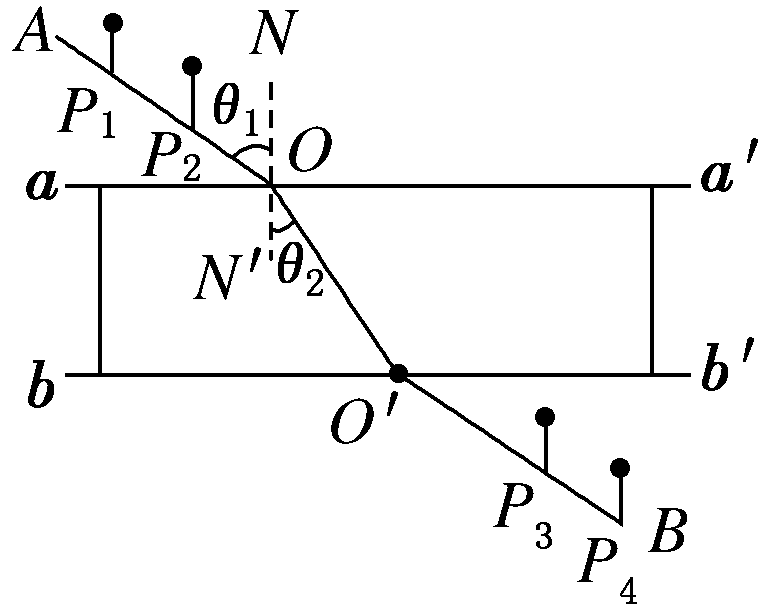 A
N
P₁
θ₁
P₂
O
a
a′
N′
θ₂
b
b′
O′
P₃
B
P₄